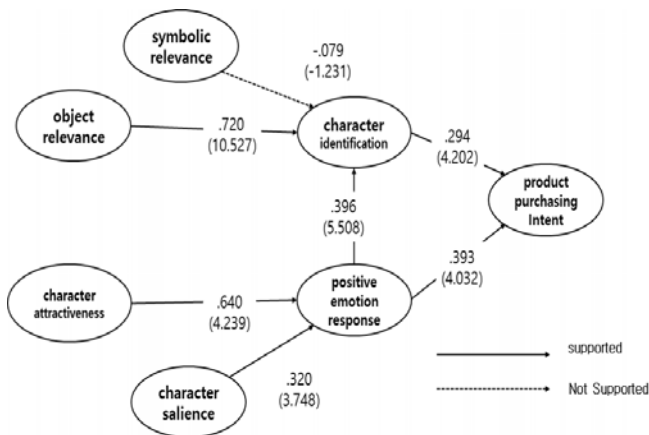 symbolic
relevance
-.079
(-1.231)
object
relevance
.720
(10.527)
character
identification
.294
(4.202)
product
purchasing
Intent
.396
(5.508)
.393
(4.032)
character
attractiveness
.640
(4.239)
positive
emotion
response
character
salience
.320
(3.748)
supported
Not Supported